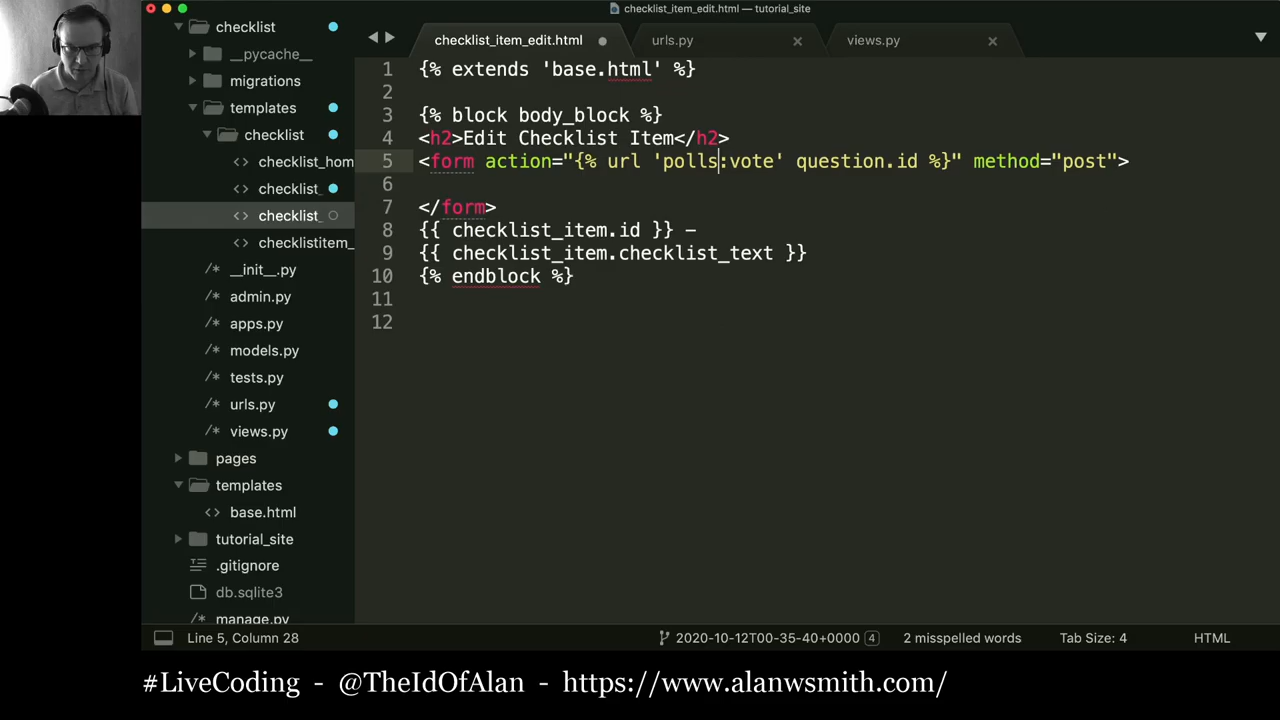 checklist_item_edit.html — tutorial_site
checklist
__pycache__
migrations
templates
checklist
checklist_hom
checklist_
checklist_
checklistitem_
__init__.py
admin.py
apps.py
models.py
tests.py
urls.py
views.py
pages
templates
base.html
tutorial_site
.gitignore
db.sqlite3
manage.py
checklist_item_edit.html
urls.py
views.py
1 {% extends 'base.html' %}
2
3 {% block body_block %}
4 <h2>Edit Checklist Item</h2>
5 <form action="{% url 'polls:vote' question.id %}" method="post">
6
7 </form>
8 {{ checklist_item.id }} –
9 {{ checklist_item.checklist_text }}
10 {% endblock %}
11
12
Line 5, Column 28
2020-10-12T00-35-40+0000 4
2 misspelled words
Tab Size: 4
HTML
#LiveCoding - @TheIdOfAlan - https://www.alanwsmith.com/